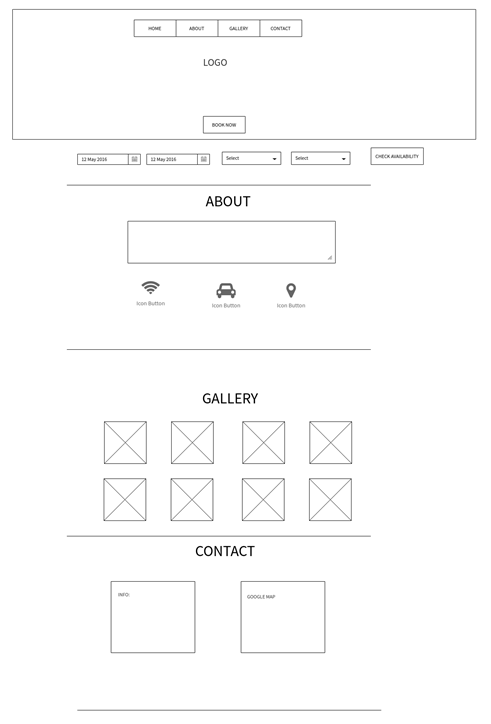 HOME ABOUT GALLERY CONTACT
LOGO
BOOK NOW
12 May 2016 12 May 2016 Select Select CHECK AVAILABILITY
ABOUT
Icon Button Icon Button Icon Button
GALLERY
CONTACT
INFO: GOOGLE MAP